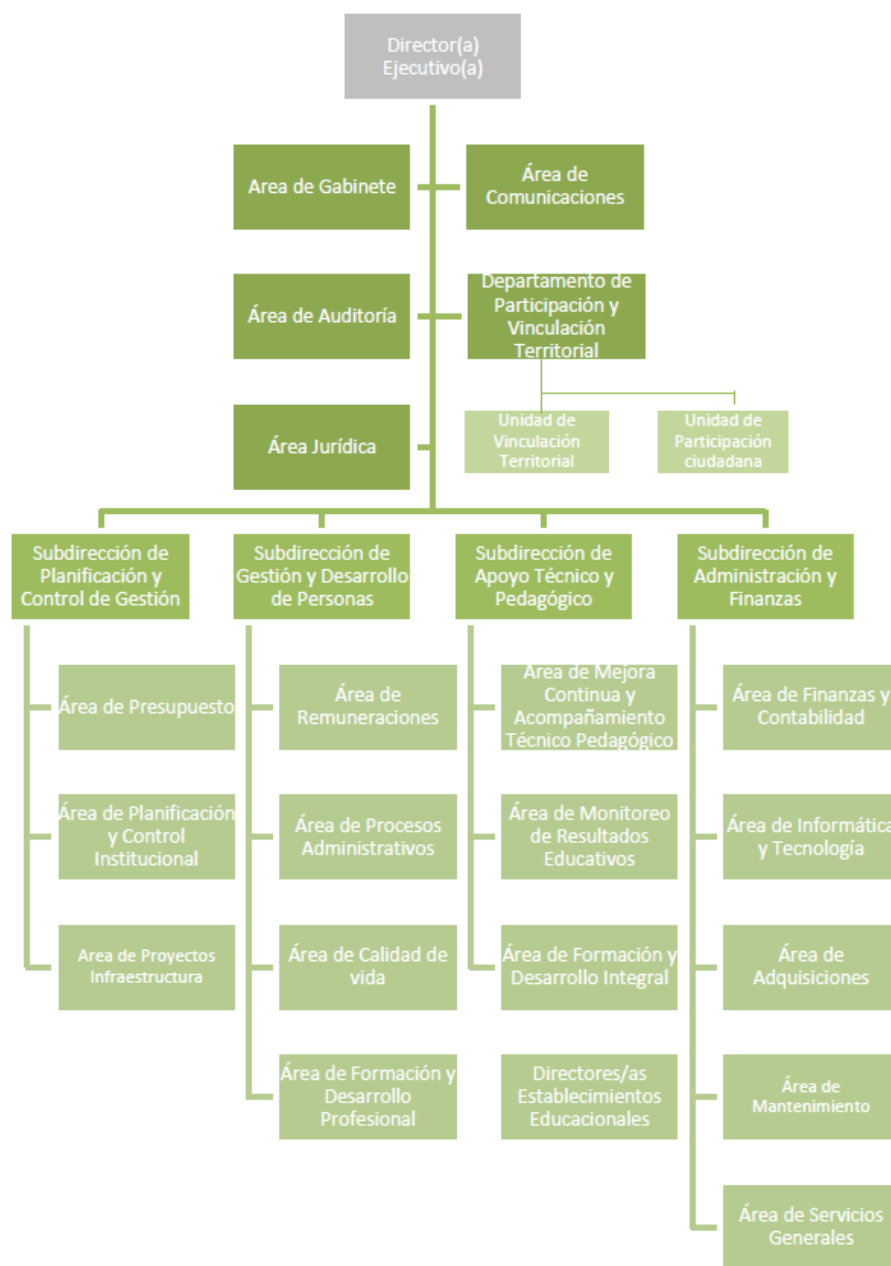 Director(a)
Ejecutivo(a)
Area de Gabinete
Área de
Comunicaciones
Área de Auditoría
Departamento de
Participación y
Vinculación
Territorial
Área Jurídica
Unidad de
Vinculación
Territorial
Unidad de
Participación
ciudadana
Subdirección de
Planificación y
Control de Gestión
Subdirección de
Gestión y Desarrollo
de Personas
Subdirección de
Apoyo Técnico y
Pedagógico
Subdirección de
Administración y
Finanzas
Área de Presupuesto
Área de
Remuneraciones
Área de Mejora
Continua y
Acompañamiento
Técnico Pedagógico
Área de Finanzas y
Contabilidad
Área de Planificación
y Control
Institucional
Área de Procesos
Administrativos
Área de Monitoreo
de Resultados
Educativos
Área de Informática
y Tecnología
Area de Proyectos
Infraestructura
Área de Calidad de
vida
Área de Formación y
Desarrollo Integral
Área de
Adquisiciones
Área de Formación y
Desarrollo
Profesional
Directores/as
Establecimientos
Educacionales
Área de
Mantenimiento
Área de Servicios
Generales